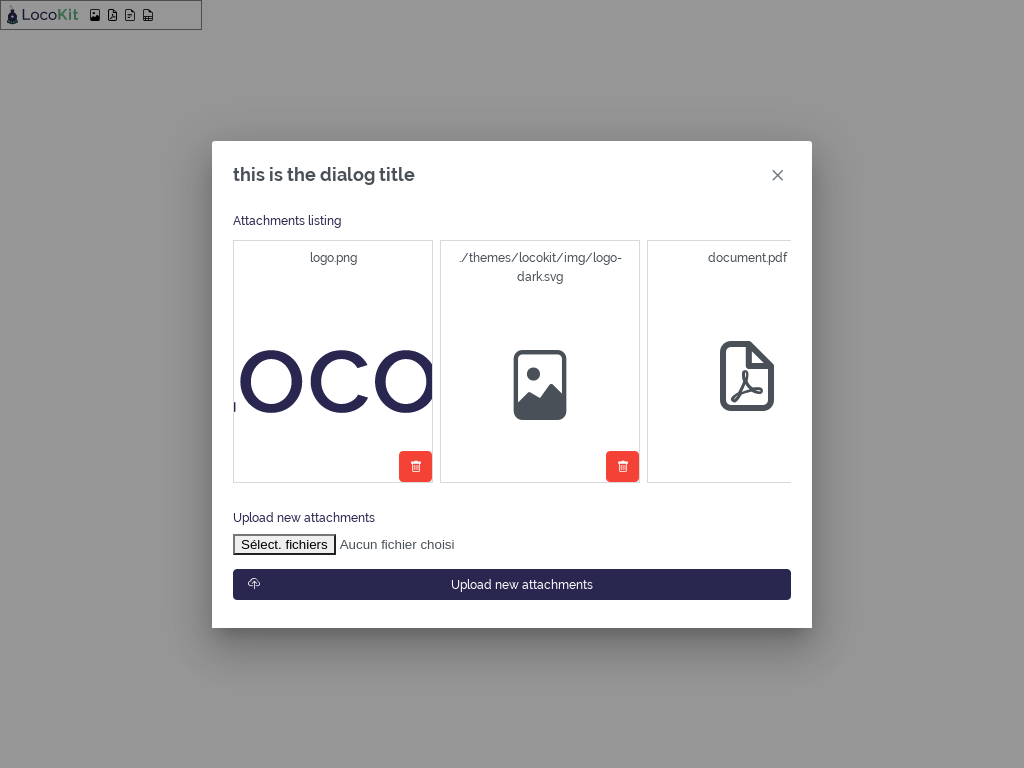 LocoKit
this is the dialog title
Attachments listing
logo.png
./themes/locokit/img/logo-
dark.svg
document.pdf
OCO
Upload new attachments
Sélect. fichiers Aucun fichier choisi
Upload new attachments